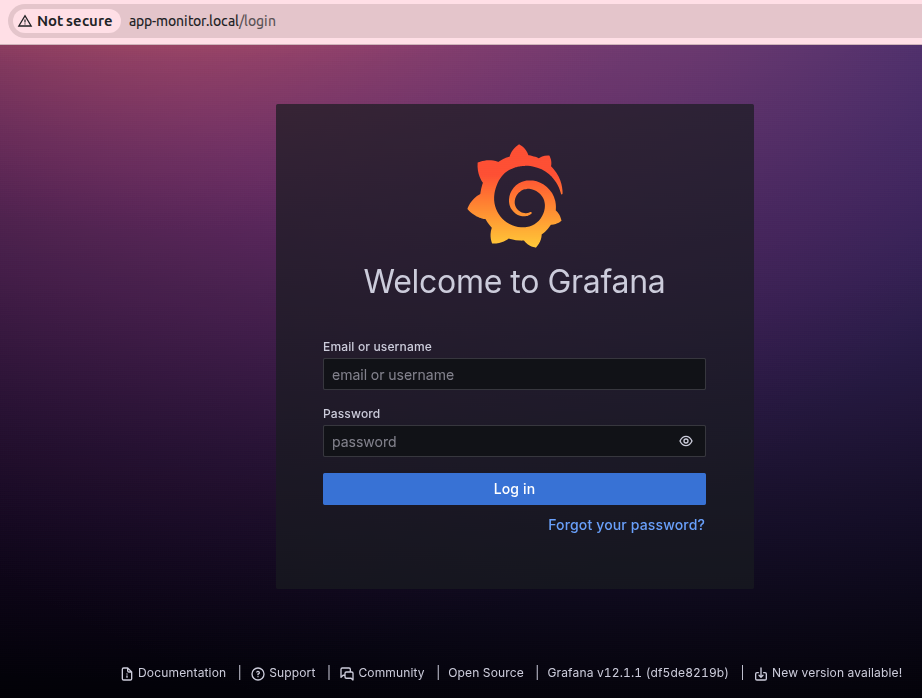 Not secure app-monitor.local/login
Welcome to Grafana
Email or username
email or username
Password
password
Log in
Forgot your password?
Documentation | Support | Community | Open Source | Grafana v12.1.1 (df5de8219b) | New version available!